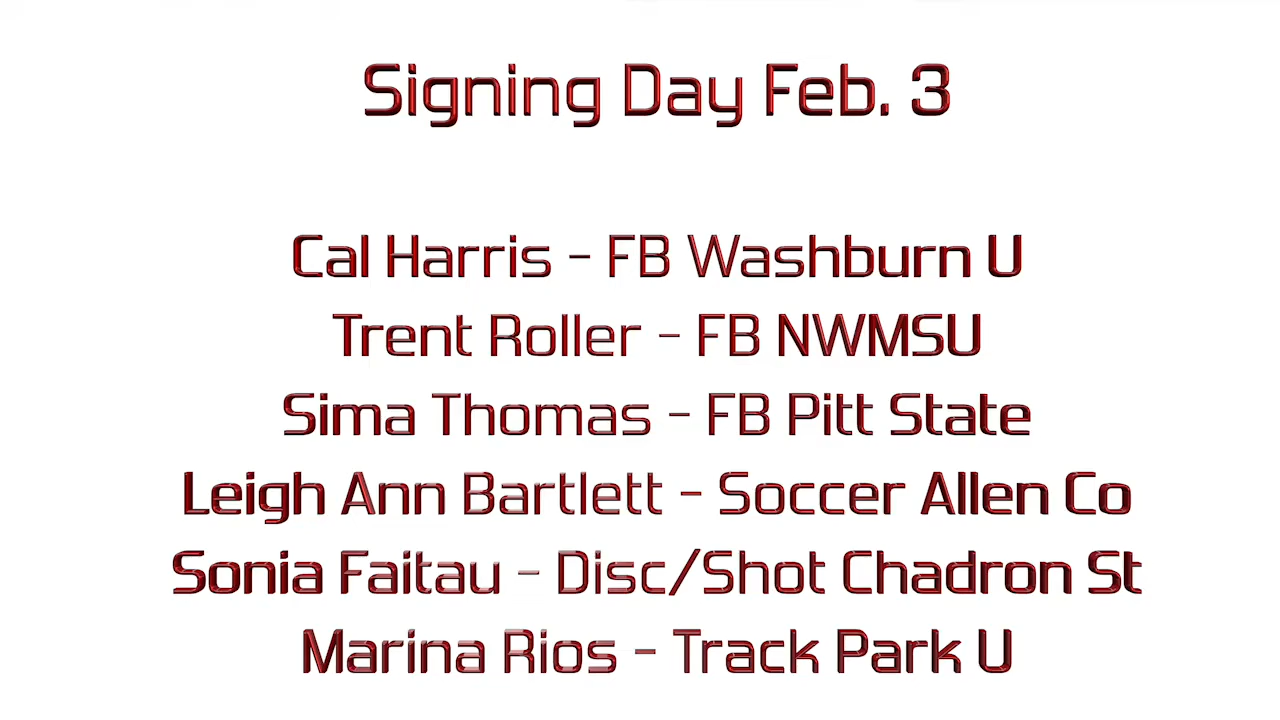 Signing Day Feb. 3
Cal Harris - FB Washburn U
Trent Roller - FB NWMSU
Sima Thomas - FB Pitt State
Leigh Ann Bartlett - Soccer Allen Co
Sonia Faitau - Disc/Shot Chadron St
Marina Rios - Track Park U